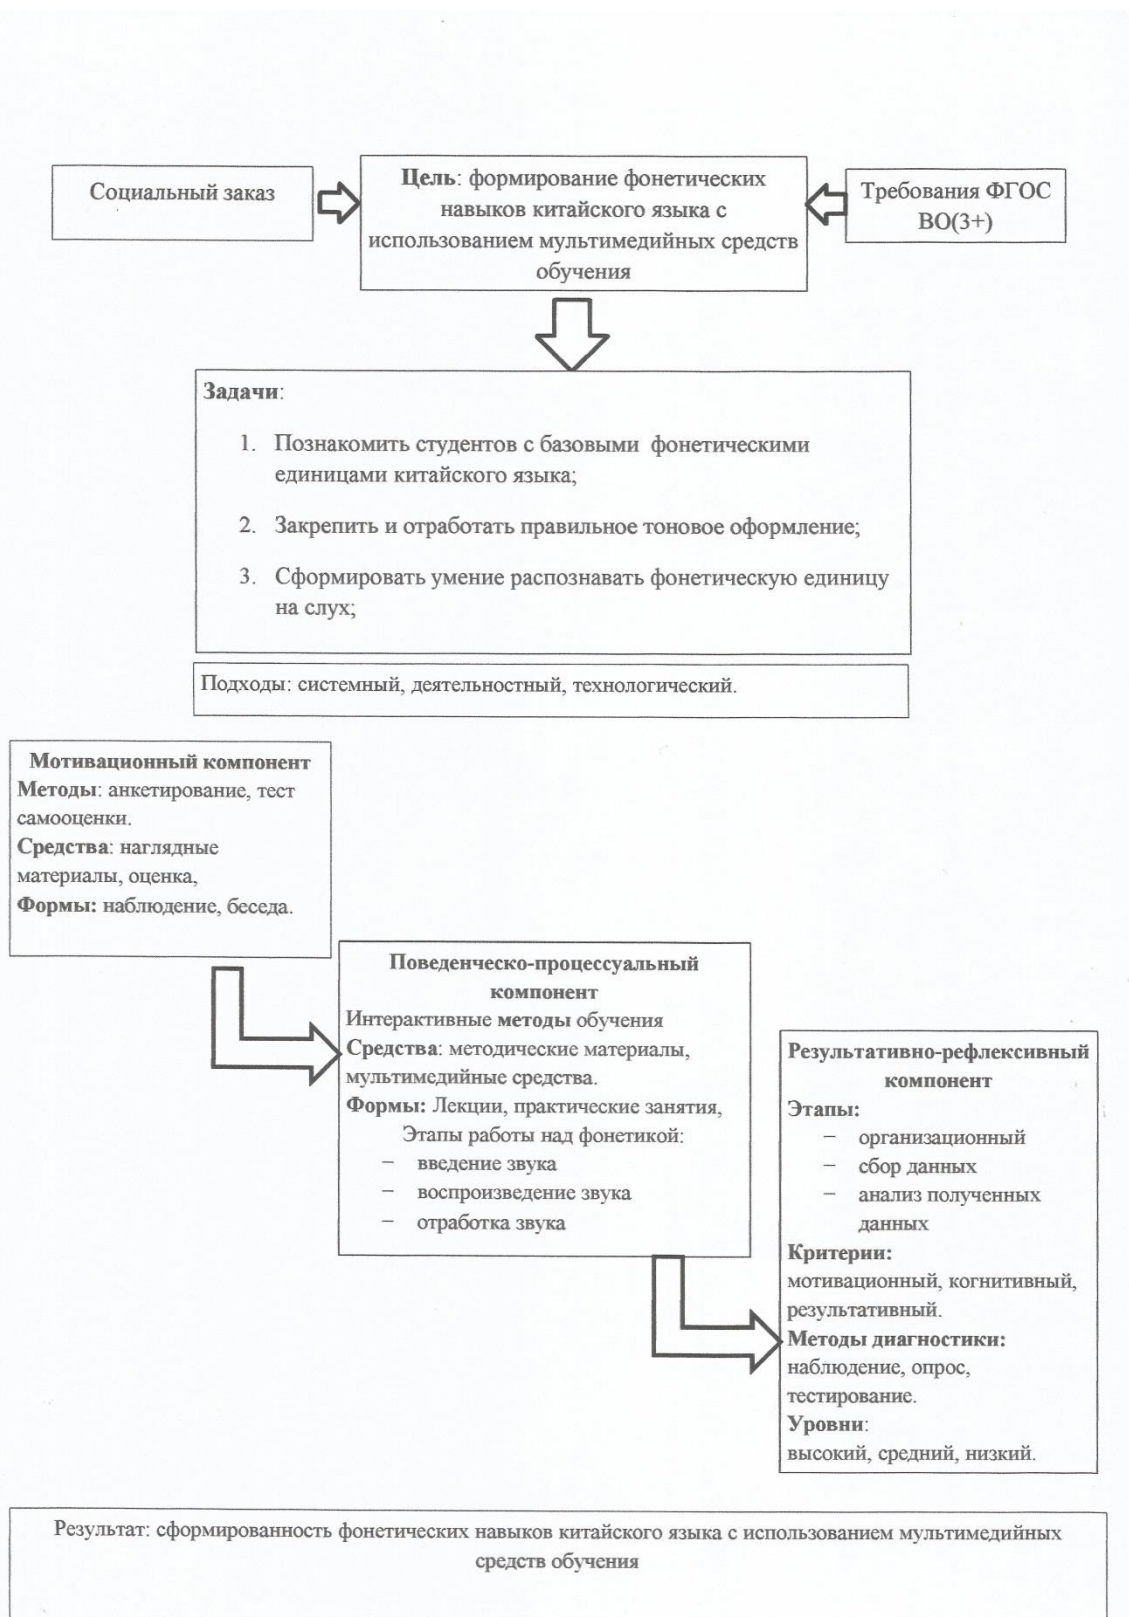 Социальный заказ
Цель: формирование фонетических
навыков китайского языка с
использованием мультимедийных средств
обучения
Требования ФГОС
ВО(3+)
Задачи:
1. Познакомить студентов с базовыми фонетическими
единицами китайского языка;
2. Закрепить и отработать правильное тоновое оформление;
3. Сформировать умение распознавать фонетическую единицу
на слух;
Подходы: системный, деятельностный, технологический.
Мотивационный компонент
Методы: анкетирование, тест
самооценки.
Средства: наглядные
материалы, оценка,
Формы: наблюдение, беседа.
Поведенческо-процессуальный
компонент
Интерактивные методы обучения
Средства: методические материалы,
мультимедийные средства.
Формы: Лекции, практические занятия,
Этапы работы над фонетикой:
– введение звука
– воспроизведение звука
– отработка звука
Результативно-рефлексивный
компонент
Этапы:
– организационный
– сбор данных
– анализ полученных
данных
Критерии:
мотивационный, когнитивный,
результативный.
Методы диагностики:
наблюдение, опрос,
тестирование.
Уровни:
высокий, средний, низкий.
Результат: сформированность фонетических навыков китайского языка с использованием мультимедийных
средств обучения